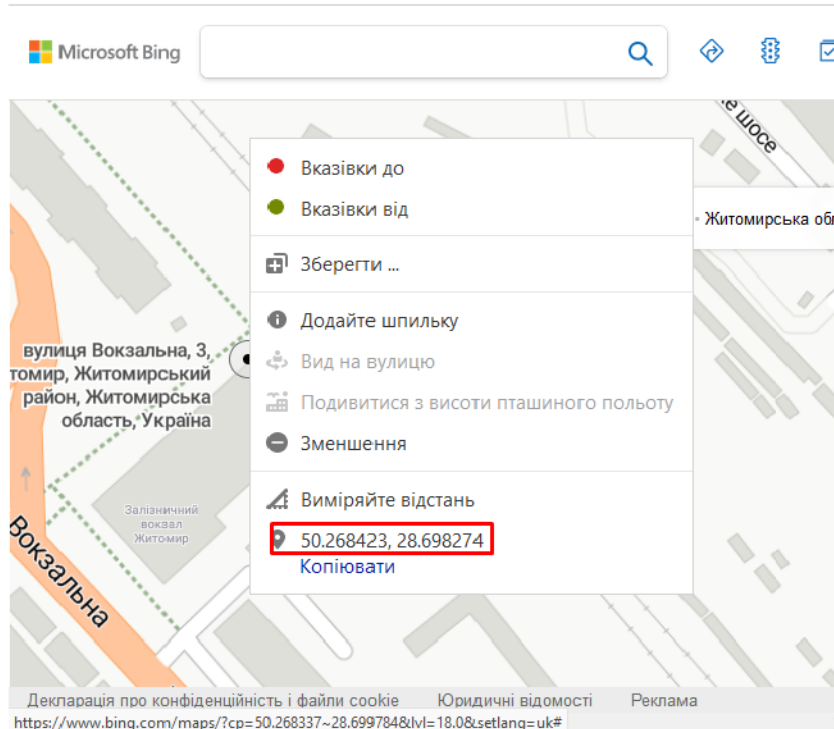 Microsoft Bing
е шосе
Вказівки до
Вказівки від
Житомирська обл
Зберегти ...
Додайте шпильку
вулиця Вокзальна, 3,
томир, Житомирський
район, Житомирська
область, Україна
Вид на вулицю
Подивитися з висоти пташиного польоту
Зменшення
Виміряйте відстань
Залізничний
вокзал
Житомир
50.268423, 28.698274
Копіювати
Вокзальна
Декларація про конфіденційність і файли cookie Юридичні відомості Реклама
https://www.bing.com/maps/?cp=50.268337~28.699784&lvl=18.0&setlang=uk#